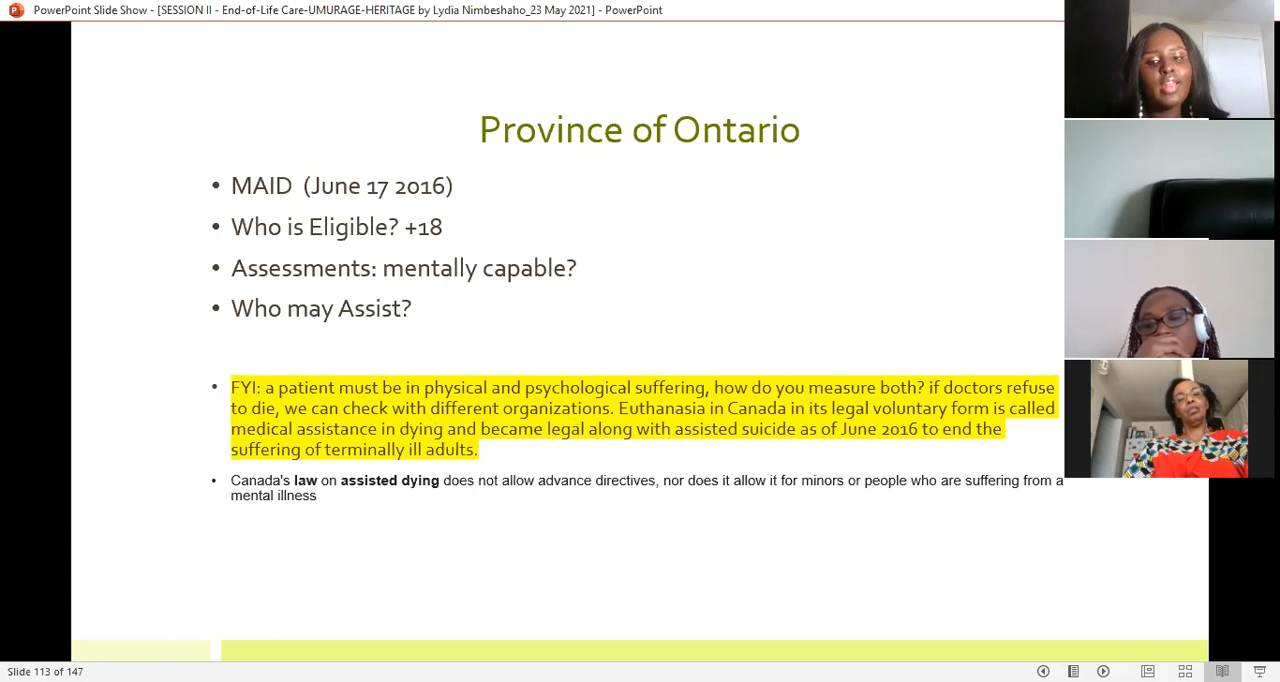 PowerPoint Slide Show - [SESSION II - End-of-Life Care-UMURAGE-HERITAGE by Lydia Nimbeshaho_23 May 2021] - PowerPoint
Province of Ontario
• MAID (June 17 2016)
• Who is Eligible? +18
• Assessments: mentally capable?
• Who may Assist?
• FYI: a patient must be in physical and psychological suffering, how do you measure both? if doctors refuse
to die, we can check with different organizations. Euthanasia in Canada in its legal voluntary form is called
medical assistance in dying and became legal along with assisted suicide as of June 2016 to end the
suffering of terminally ill adults.
• Canada's law on assisted dying does not allow advance directives, nor does it allow it for minors or people who are suffering from a
mental illness
Slide 113 of 147